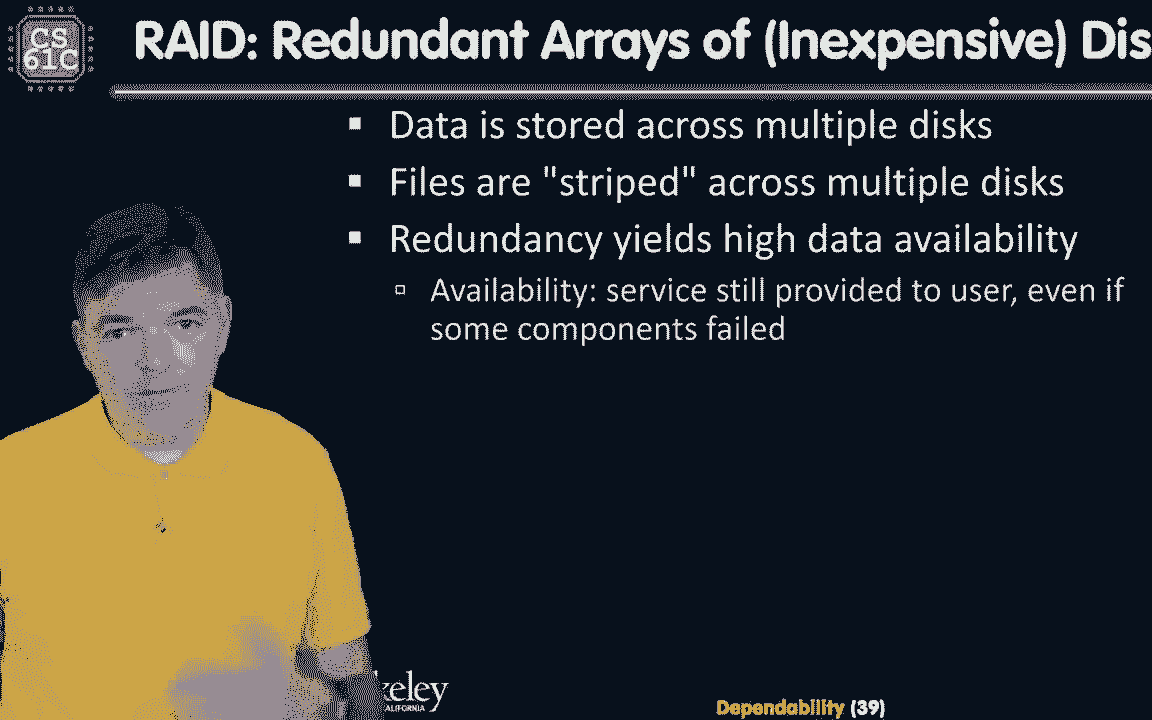 CS
61C
RAID: Redundant Arrays of (Inexpensive) Dis
▪ Data is stored across multiple disks
▪ Files are "striped" across multiple disks
▪ Redundancy yields high data availability
▫ Availability: service still provided to user, even if
some components failed
keley
CALIFORNIA
Dependability (39)